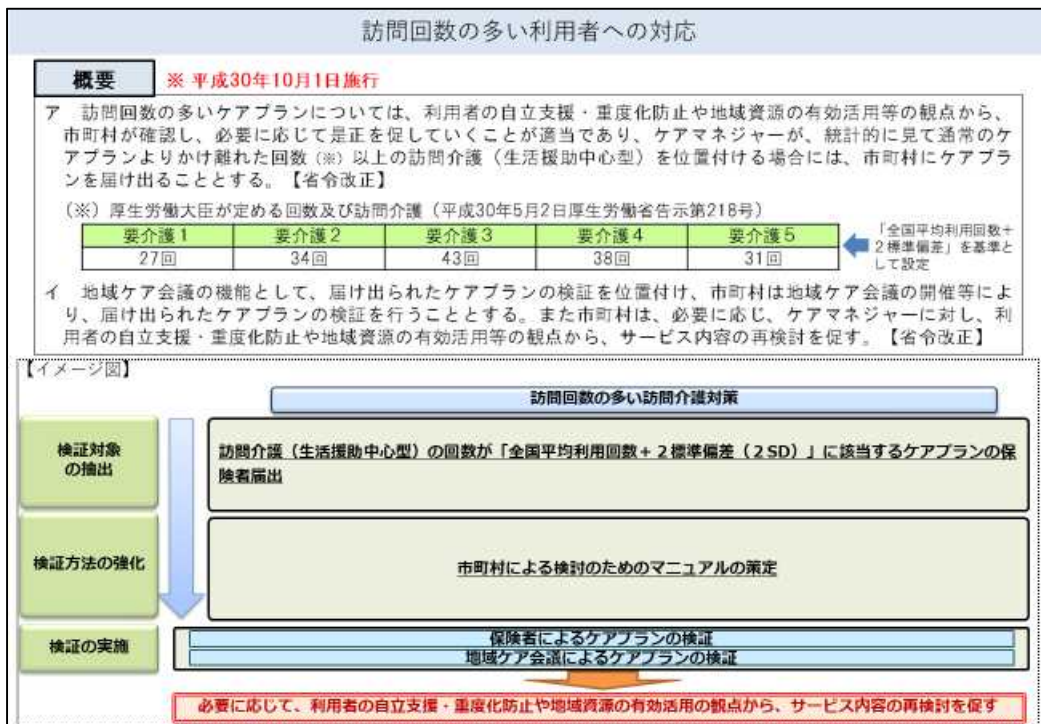 訪問回数の多い利用者への対応
概要
※ 平成30年10月1日施行
ア 訪問回数の多いケアプランについては、利用者の自立支援・重度化防止や地域資源の有効活用等の観点から、
市町村が確認し、必要に応じて是正を促していくことが適当であり、ケアマネジャーが、統計的に見て通常のケ
アプランよりかけ離れた回数（※）以上の訪問介護（生活援助中心型）を位置付ける場合には、市町村にケアプラ
ンを届け出ることとする。【省令改正】
（※）厚生労働大臣が定める回数及び訪問介護（平成30年5月2日厚生労働省告示第218号）
要介護1 要介護2 要介護3 要介護4 要介護5
27回 34回 43回 38回 31回
「全国平均利用回数＋
2標準偏差」を基準と
して設定
イ 地域ケア会議の機能として、届け出られたケアプランの検証を位置付け、市町村は地域ケア会議の開催等によ
り、届け出られたケアプランの検証を行うこととする。また市町村は、必要に応じ、ケアマネジャーに対し、利
用者の自立支援・重度化防止や地域資源の有効活用等の観点から、サービス内容の再検討を促す。【省令改正】
【イメージ図】
訪問回数の多い訪問介護対策
検証対象
の抽出
訪問介護（生活援助中心型）の回数が「全国平均利用回数＋2標準偏差（2SD）」に該当するケアプランの保
険者届出
検証方法の強化
市町村による検討のためのマニュアルの策定
検証の実施
保険者によるケアプランの検証
地域ケア会議によるケアプランの検証
必要に応じて、利用者の自立支援・重度化防止や地域資源の有効活用の観点から、サービス内容の再検討を促す